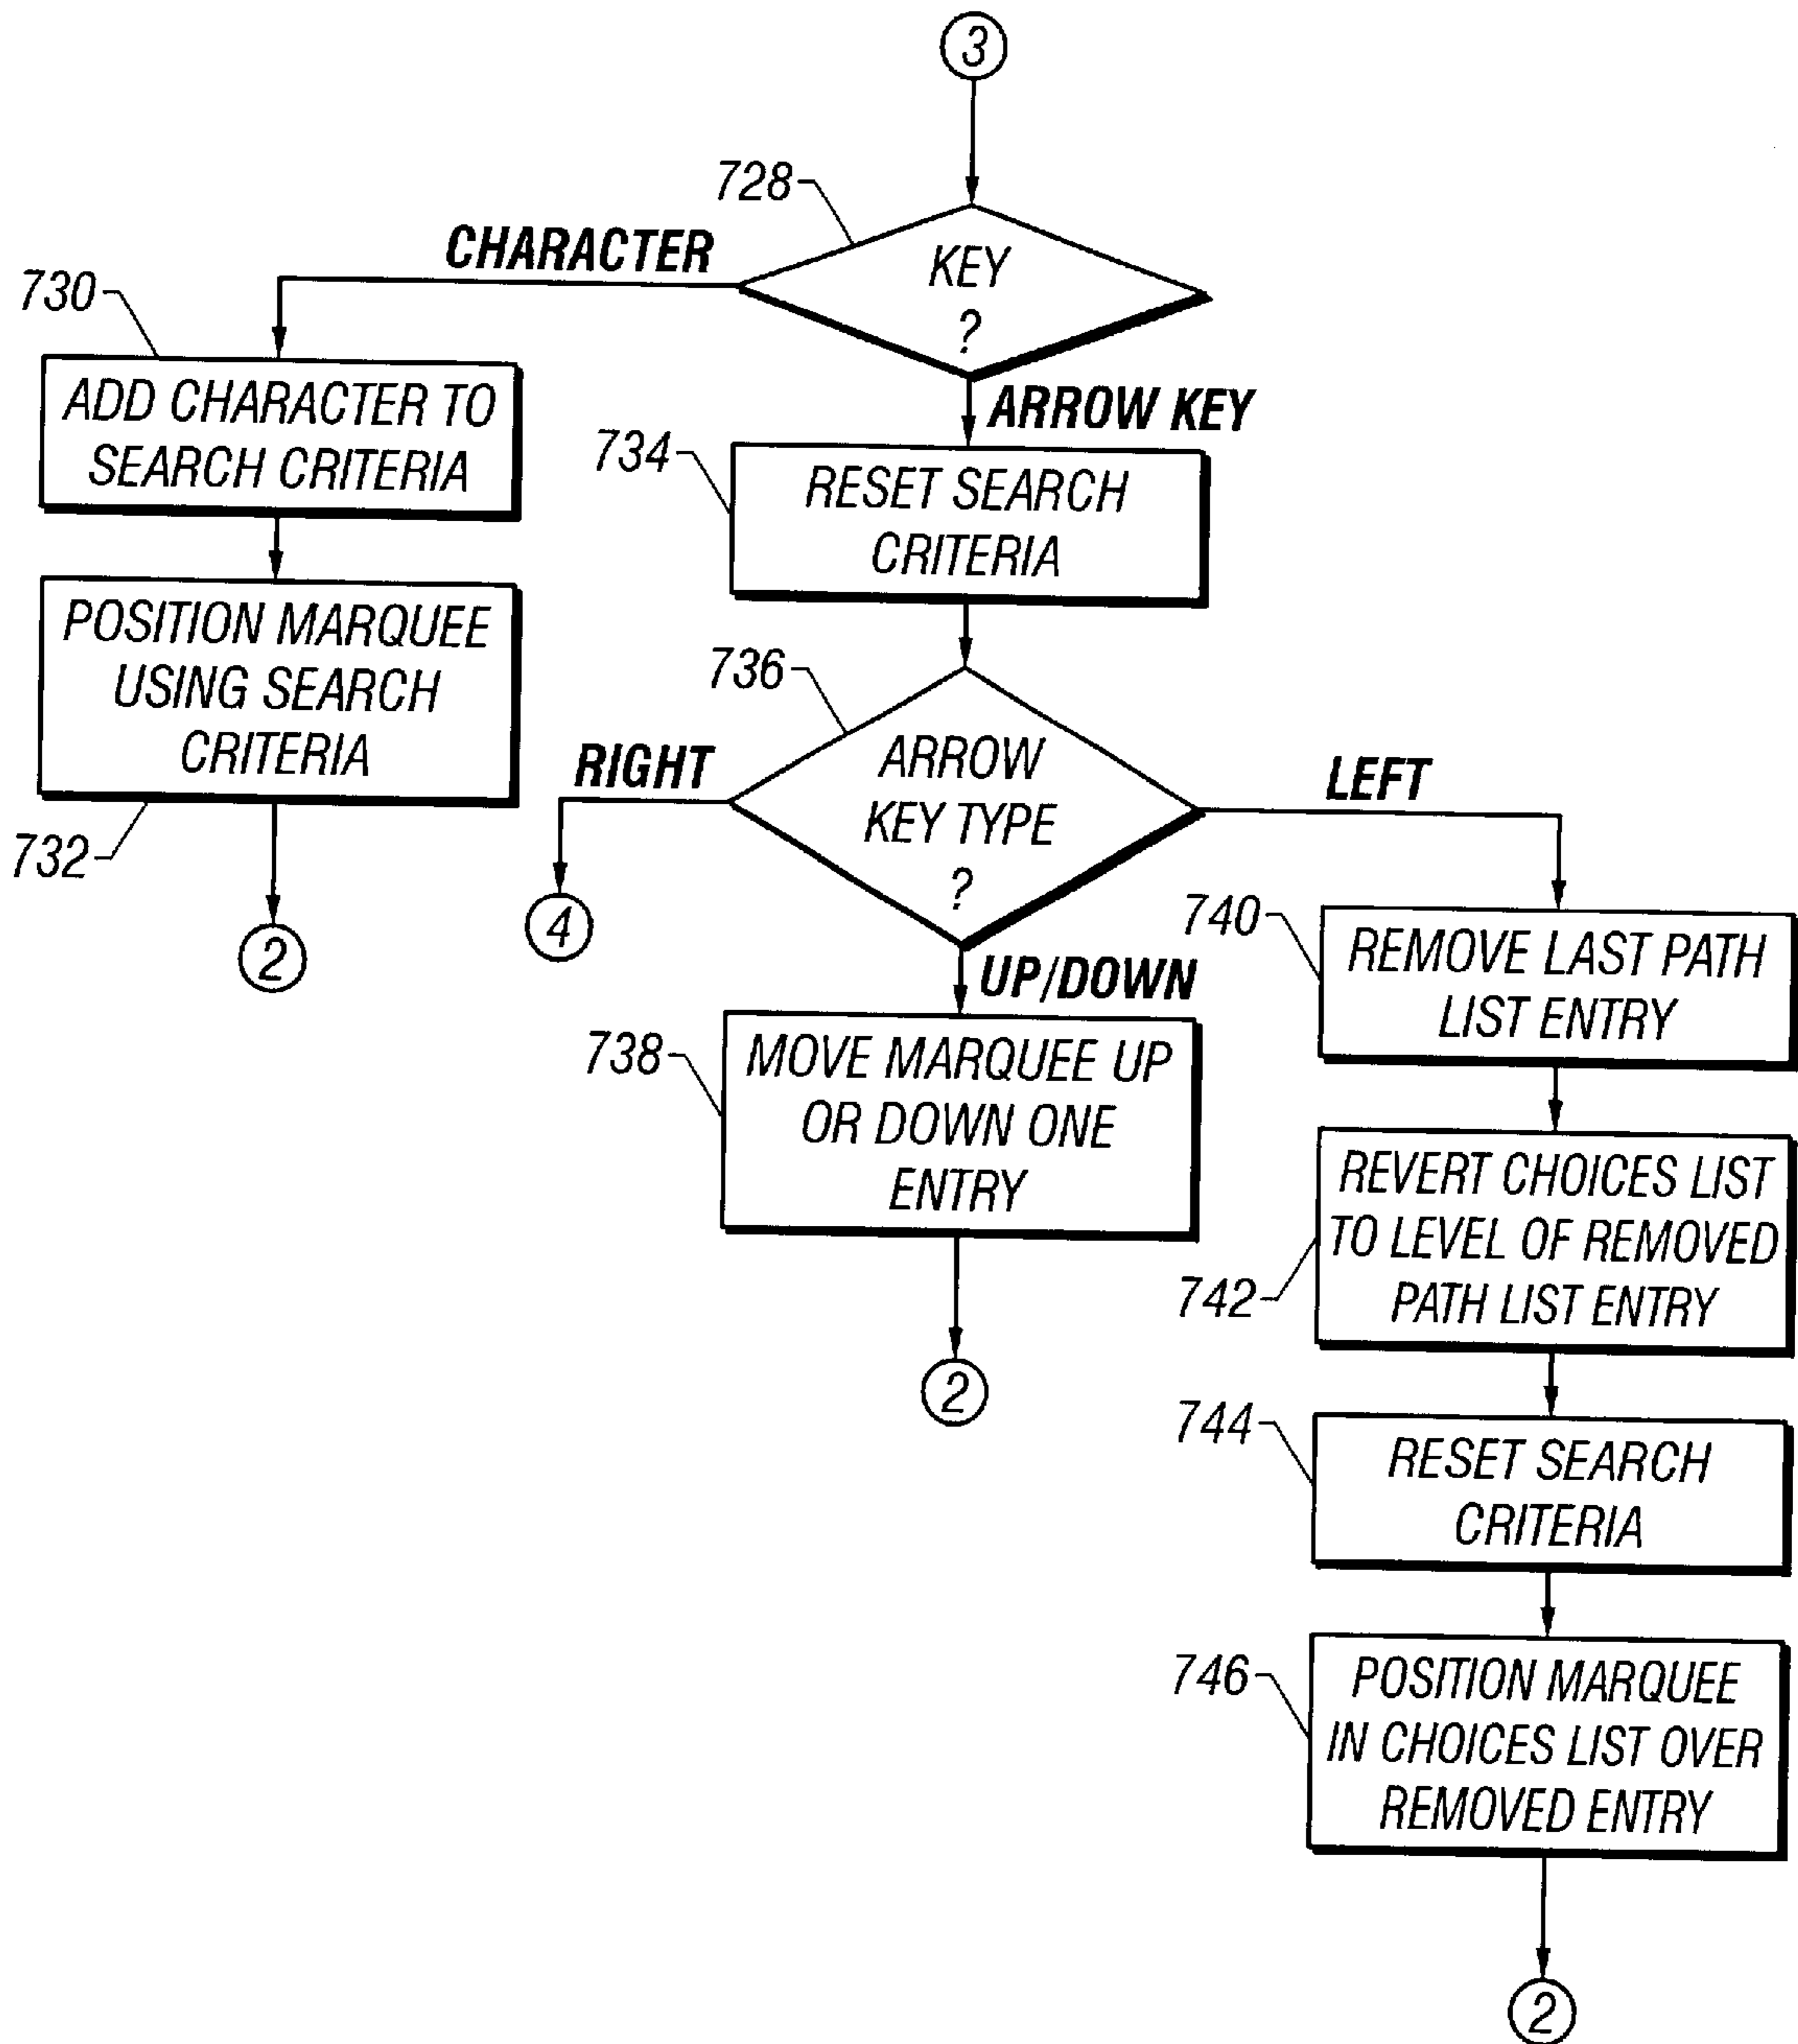 3
728
CHARACTER
KEY
?
730
ADD CHARACTER TO
SEARCH CRITERIA
ARROW KEY
734
RESET SEARCH
CRITERIA
POSITION MARQUEE
USING SEARCH
CRITERIA
732
2
736
ARROW
KEY TYPE
?
RIGHT
4
LEFT
UP/DOWN
738
MOVE MARQUEE UP
OR DOWN ONE
ENTRY
2
740
REMOVE LAST PATH
LIST ENTRY
742
REVERT CHOICES LIST
TO LEVEL OF REMOVED
PATH LIST ENTRY
744
RESET SEARCH
CRITERIA
746
POSITION MARQUEE
IN CHOICES LIST OVER
REMOVED ENTRY
2